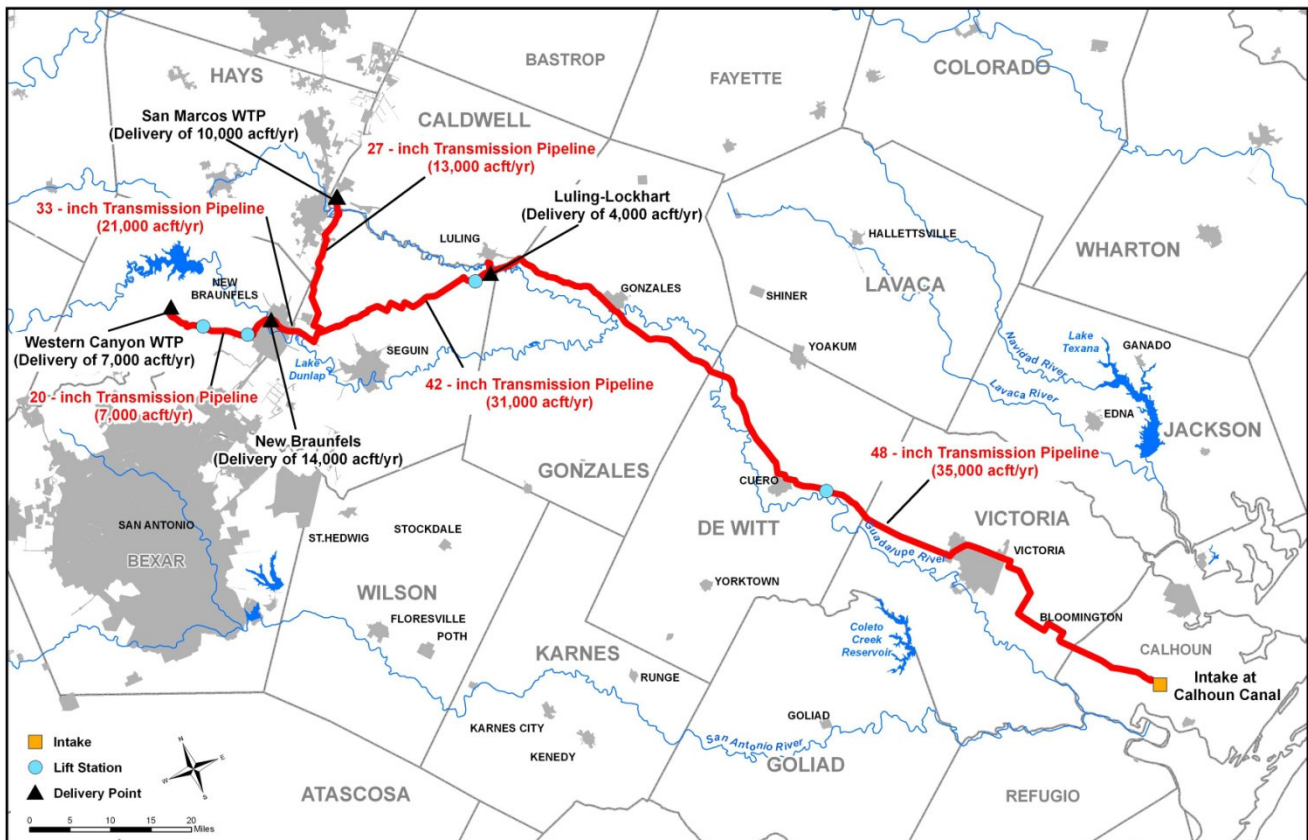 BASTROP
FAYETTE
COLORADO
HAYS
San Marcos WTP
(Delivery of 10,000 acft/yr)
CALDWELL
27 - inch Transmission Pipeline
(13,000 acft/yr)
Luling-Lockhart
(Delivery of 4,000 acft/yr)
33 - inch Transmission Pipeline
(21,000 acft/yr)
LULING
HALLETTSVILLE
WHARTON
LAVACA
NEW
BRAUNFELS
GONZALES
SHINER
Western Canyon WTP
(Delivery of 7,000 acft/yr)
SEGUIN
YOAKUM
Navidad River
Lake
Texana
GANADO
Lake
Dunlap
42 - inch Transmission Pipeline
(31,000 acft/yr)
Lavaca River
20 - inch Transmission Pipeline
(7,000 acft/yr)
EDNA
JACKSON
New Braunfels
(Delivery of 14,000 acft/yr)
48 - inch Transmission Pipeline
(35,000 acft/yr)
GONZALES
CUERO
SAN ANTONIO
ST.HEDWIG
STOCKDALE
DE WITT
VICTORIA
Guadalupe River
VICTORIA
BEXAR
WILSON
YORKTOWN
FLORESVILLE
POTH
BLOOMINGTON
Coleto
Creek
Reservoir
KARNES
CALHOUN
RUNGE
Intake at
Calhoun Canal
KARNES CITY
GOLIAD
San Antonio River
KENEDY
GOLIAD
ATASCOSA
REFUGIO
Intake
Lift Station
Delivery Point
N
W
E
S
0 5 10 15 20
Miles